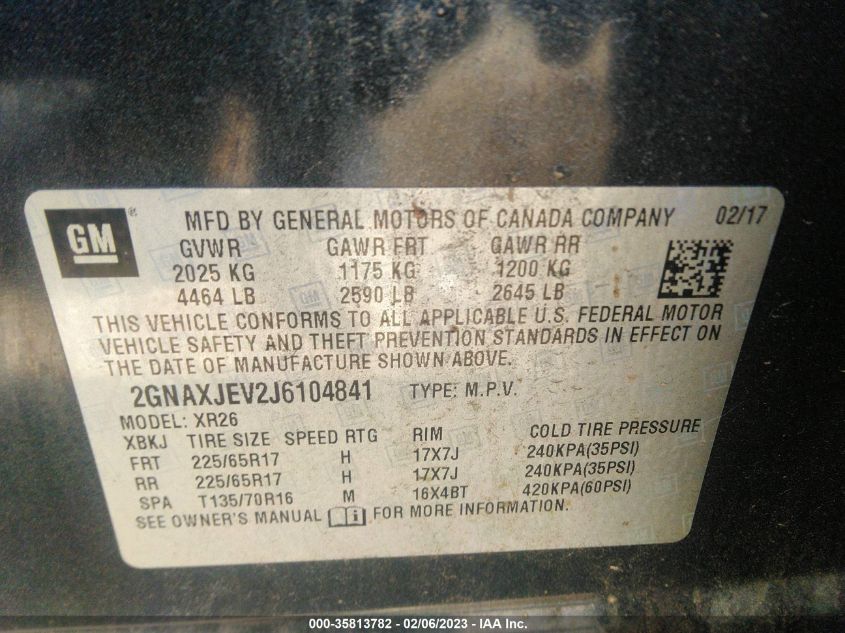 GM ® MFD BY GENERAL MOTORS OF CANADA COMPANY 02/17
GVWR GAWR FRT GAWR RR
2025 KG 1175 KG 1200 KG
4464 LB 2590 LB 2645 LB
THIS VEHICLE CONFORMS TO ALL APPLICABLE U.S. FEDERAL MOTOR
VEHICLE SAFETY AND THEFT PREVENTION STANDARDS IN EFFECT ON
THE DATE OF MANUFACTURE SHOWN ABOVE.
2GNAXJEV2J6104841 TYPE: M.P.V.
MODEL: XR26
XBKJ TIRE SIZE SPEED RTG RIM COLD TIRE PRESSURE
FRT 225/65R17 H 17X7J 240KPA(35PSI)
RR 225/65R17 H 17X7J 240KPA(35PSI)
SPA T135/70R16 M 16X4BT 420KPA(60PSI)
SEE OWNER'S MANUAL i FOR MORE INFORMATION.
000-35813782 - 02/06/2023 - IAA Inc.